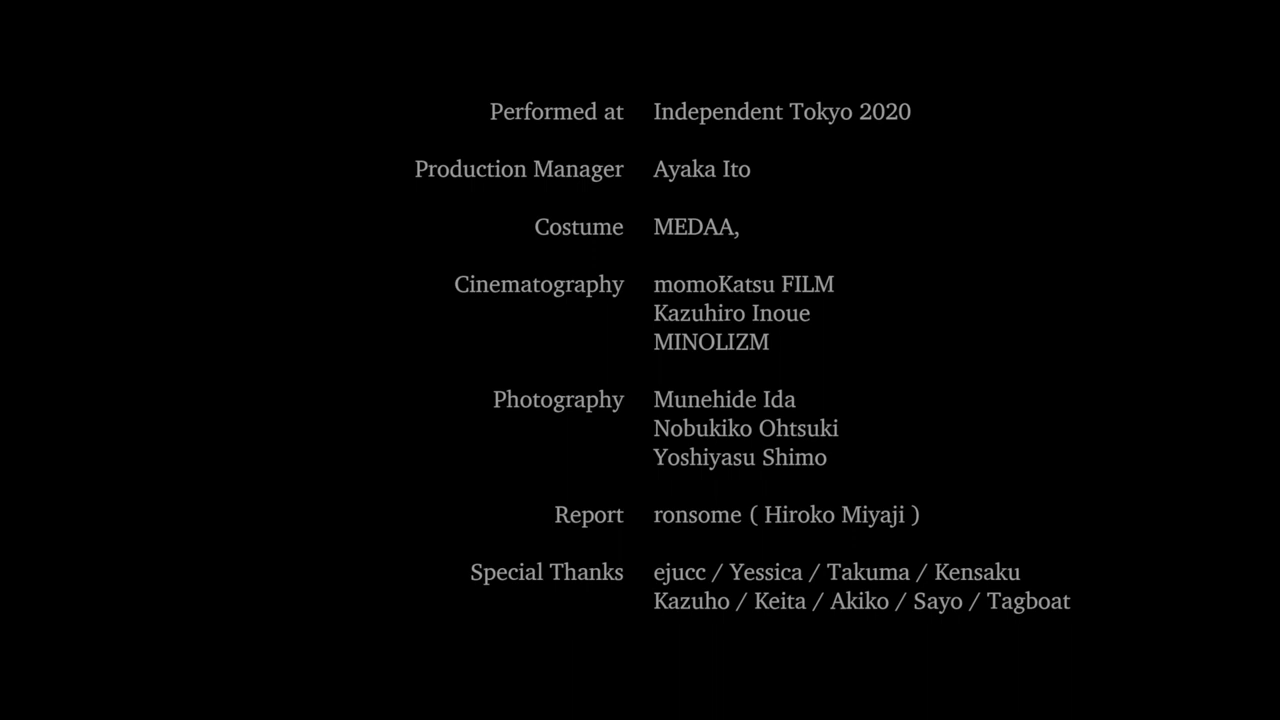 Performed at Independent Tokyo 2020
Production Manager Ayaka Ito
Costume MEDAA,
Cinematography momoKatsu FILM
Kazuhiro Inoue
MINOLIZM
Photography Munehide Ida
Nobukiko Ohtsuki
Yoshiyasu Shimo
Report ronsome ( Hiroko Miyaji )
Special Thanks ejucc / Yessica / Takuma / Kensaku
Kazuho / Keita / Akiko / Sayo / Tagboat